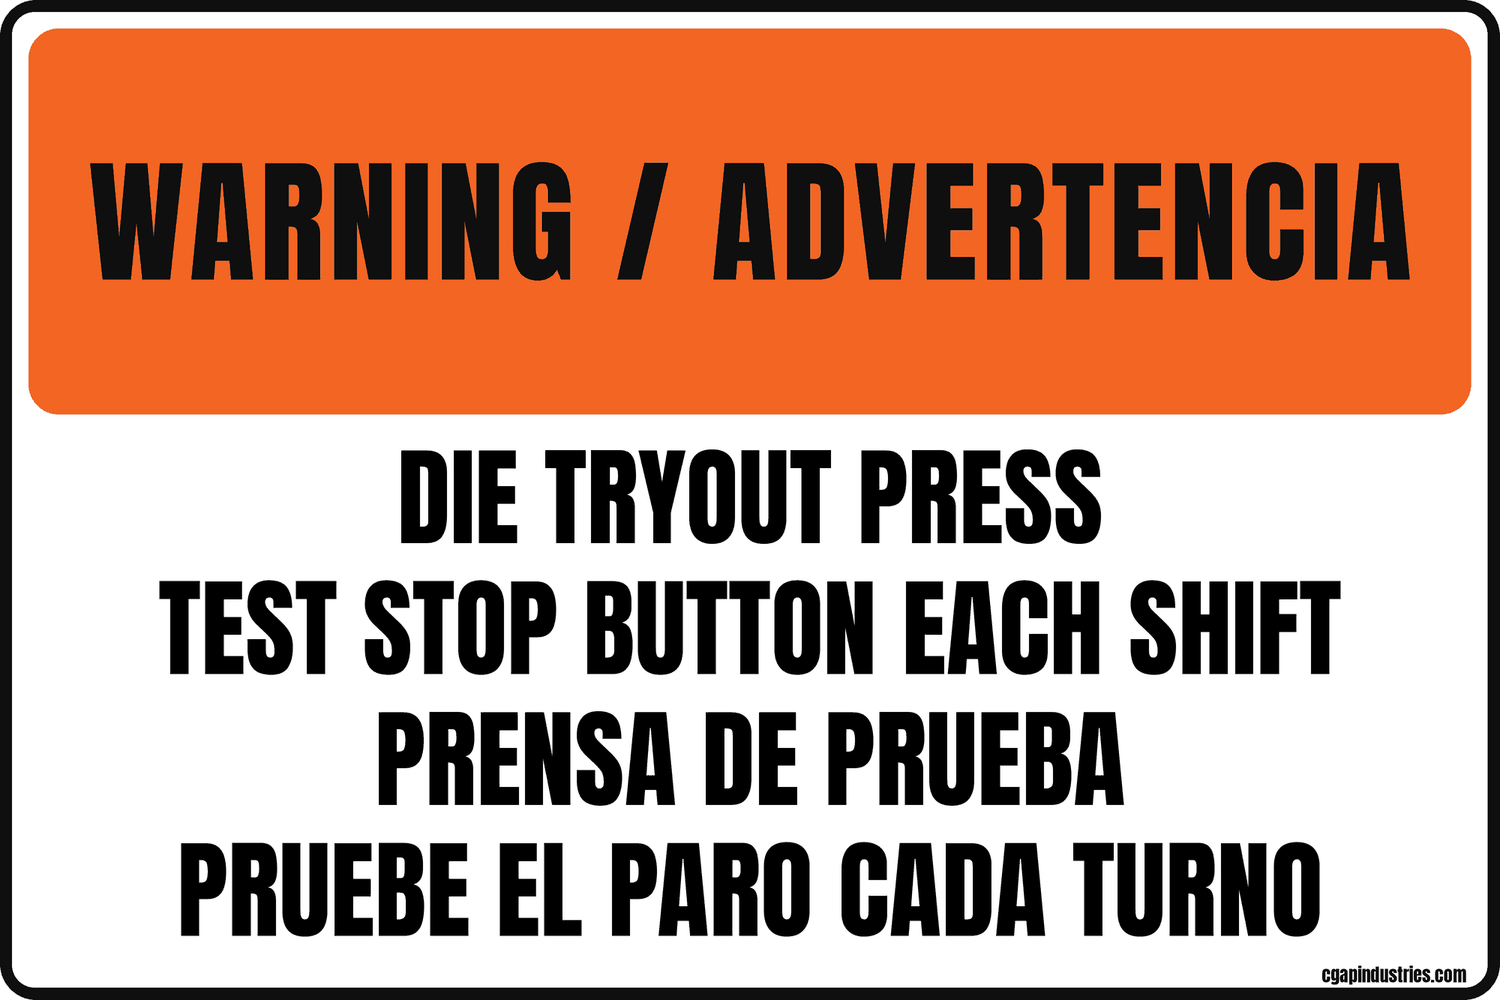 WARNING / ADVERTENCIA
DIE TRYOUT PRESS
TEST STOP BUTTON EACH SHIFT
PRENSA DE PRUEBA
PRUEBE EL PARO CADA TURNO
cgapindustries.com